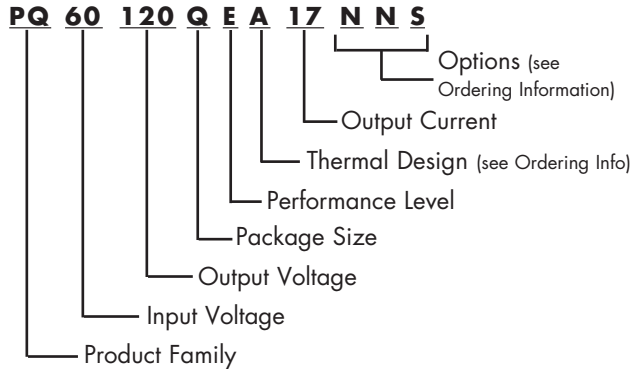 PQ 60 120 Q E A 17 N N S
Options (see
Ordering Information)
Output Current
Thermal Design (see Ordering Info)
Performance Level
Package Size
Output Voltage
Input Voltage
Product Family